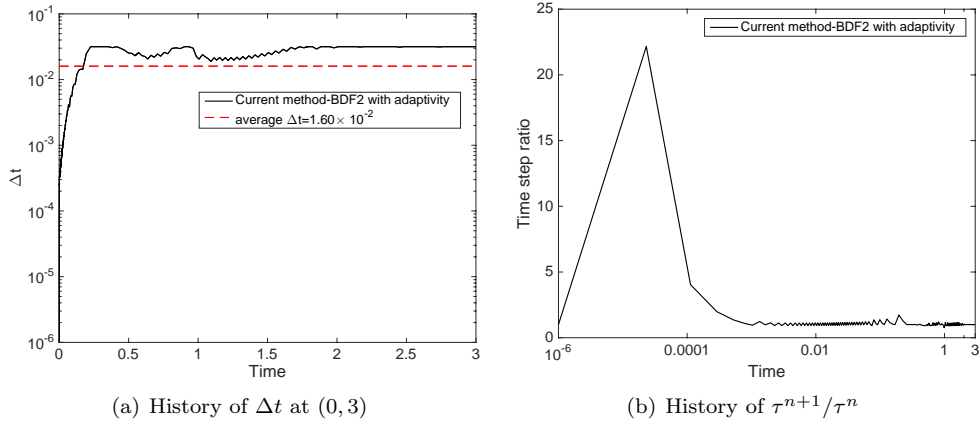 10^-1
10^-2
10^-3
10^-4
10^-5
10^-6
Δt
0
0.5
1
1.5
2
2.5
3
Time
Current method-BDF2 with adaptivity
average Δt=1.60× 10^-2
(a) History of Δt at (0, 3)
25
20
15
10
5
0
Time step ratio
10^-6
0.0001
0.01
1
3
Time
Current method-BDF2 with adaptivity
(b) History of τ^{n+1}/τ^n